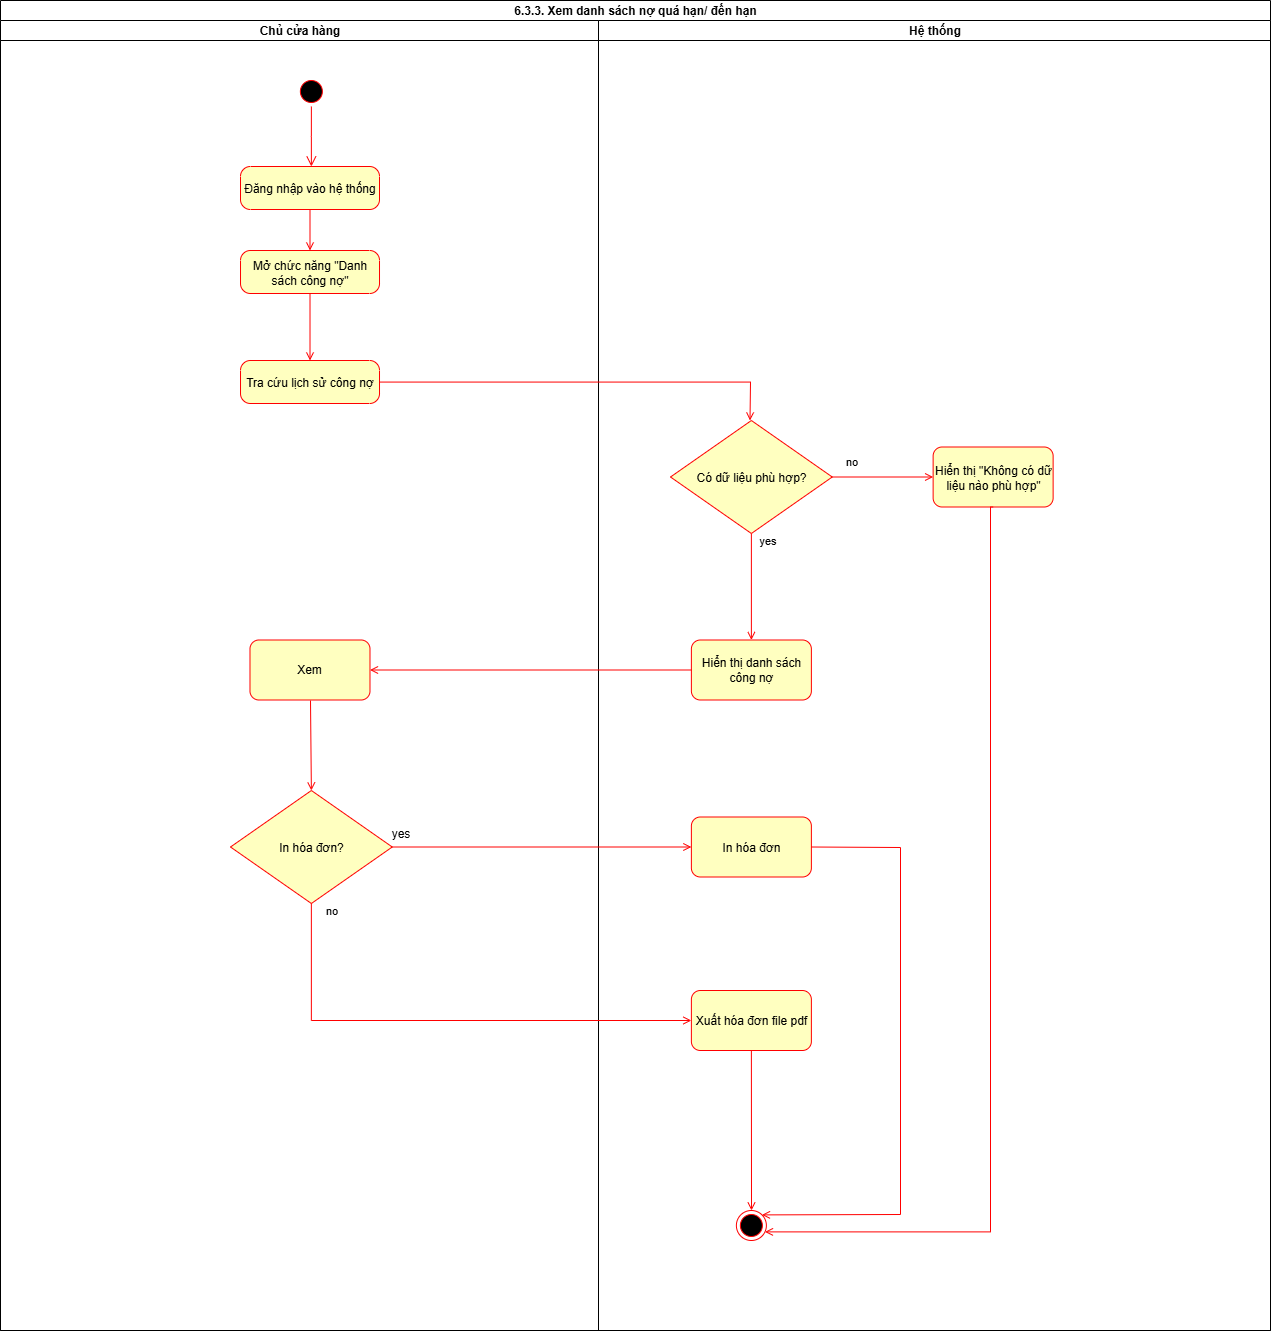 6.3.3. Xem danh sách nợ quá hạn/ đến hạn
Chủ cửa hàng
Hệ thống
Đăng nhập vào hệ thống
Mở chức năng "Danh
sách công nợ"
Tra cứu lịch sử công nợ
Có dữ liệu phù hợp?
no
Hiển thị "Không có dữ
liệu nào phù hợp"
yes
Hiển thị danh sách
công nợ
Xem
In hóa đơn?
yes
In hóa đơn
no
Xuất hóa đơn file pdf